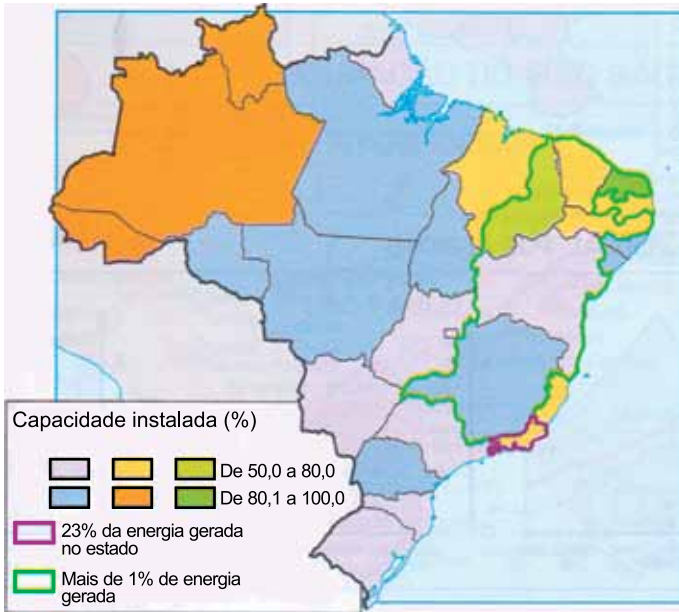 Capacidade instalada (%)
De 50,0 a 80,0
De 80,1 a 100,0
23% da energia gerada
no estado
Mais de 1% de energia
gerada